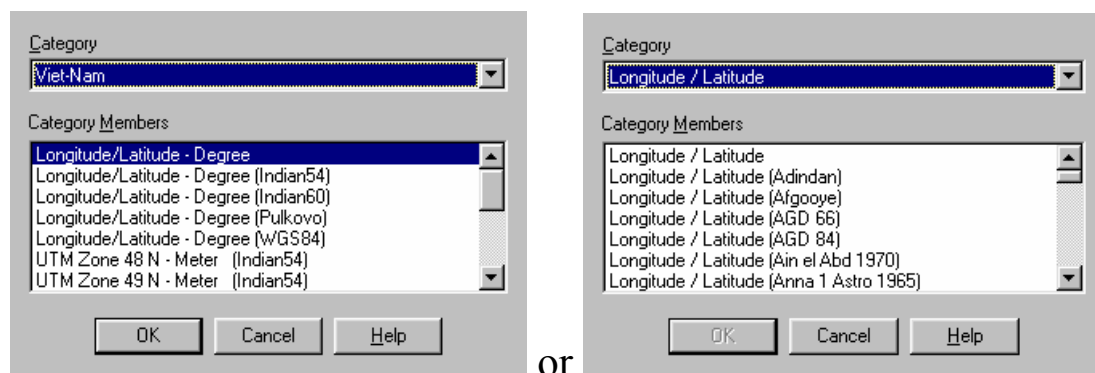 Category
Viet-Nam
Category Members
Longitude/Latitude - Degree
Longitude/Latitude - Degree (Indian54)
Longitude/Latitude - Degree (Indian60)
Longitude/Latitude - Degree (Pulkovo)
Longitude/Latitude - Degree (WGS84)
UTM Zone 48 N - Meter (Indian54)
UTM Zone 49 N - Meter (Indian54)
OK Cancel Help
or
Category
Longitude / Latitude
Category Members
Longitude / Latitude
Longitude / Latitude (Adindan)
Longitude / Latitude (Afgooye)
Longitude / Latitude (AGD 66)
Longitude / Latitude (AGD 84)
Longitude / Latitude (Ain el Abd 1970)
Longitude / Latitude (Anna 1 Astro 1965)
OK Cancel Help